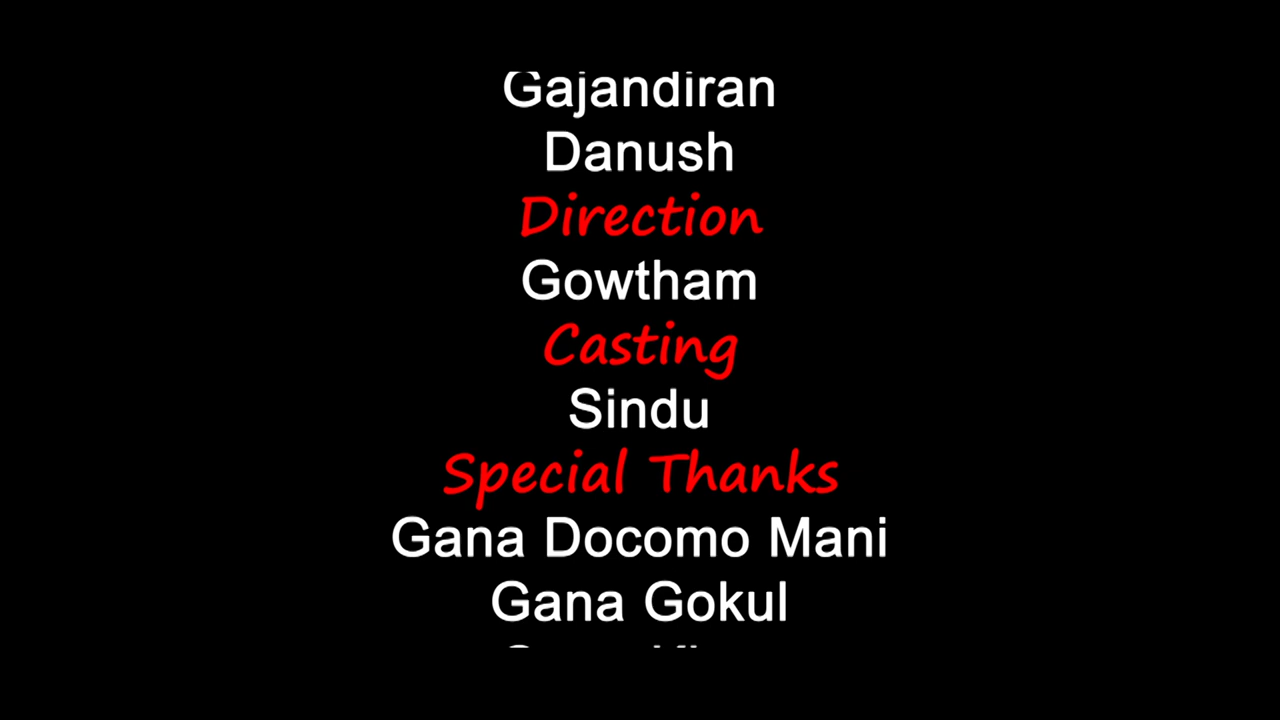 Gajandiran
Danush
Direction
Gowtham
Casting
Sindu
Special Thanks
Gana Docomo Mani
Gana Gokul